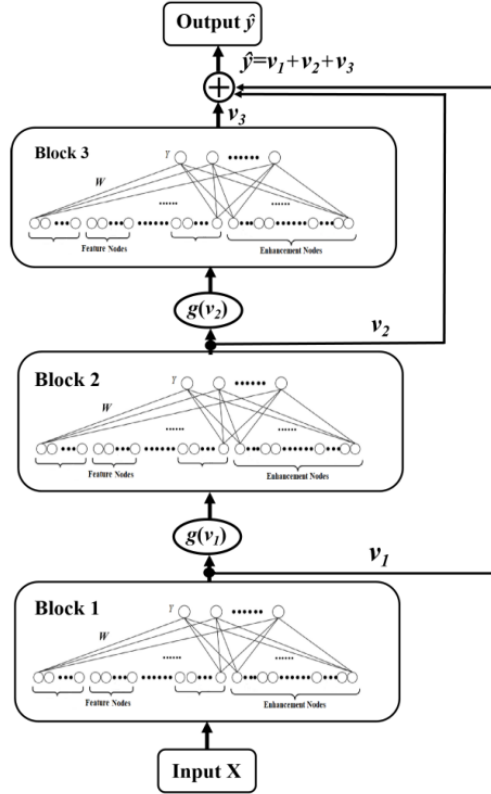 Output ŷ
ŷ=v₁+v₂+v₃
v₃
Block 3
Y
W
Feature Nodes
Enhancement Nodes
g(v₂)
v₂
Block 2
Y
W
Feature Nodes
Enhancement Nodes
g(v₁)
v₁
Block 1
Y
W
Feature Nodes
Enhancement Nodes
Input X